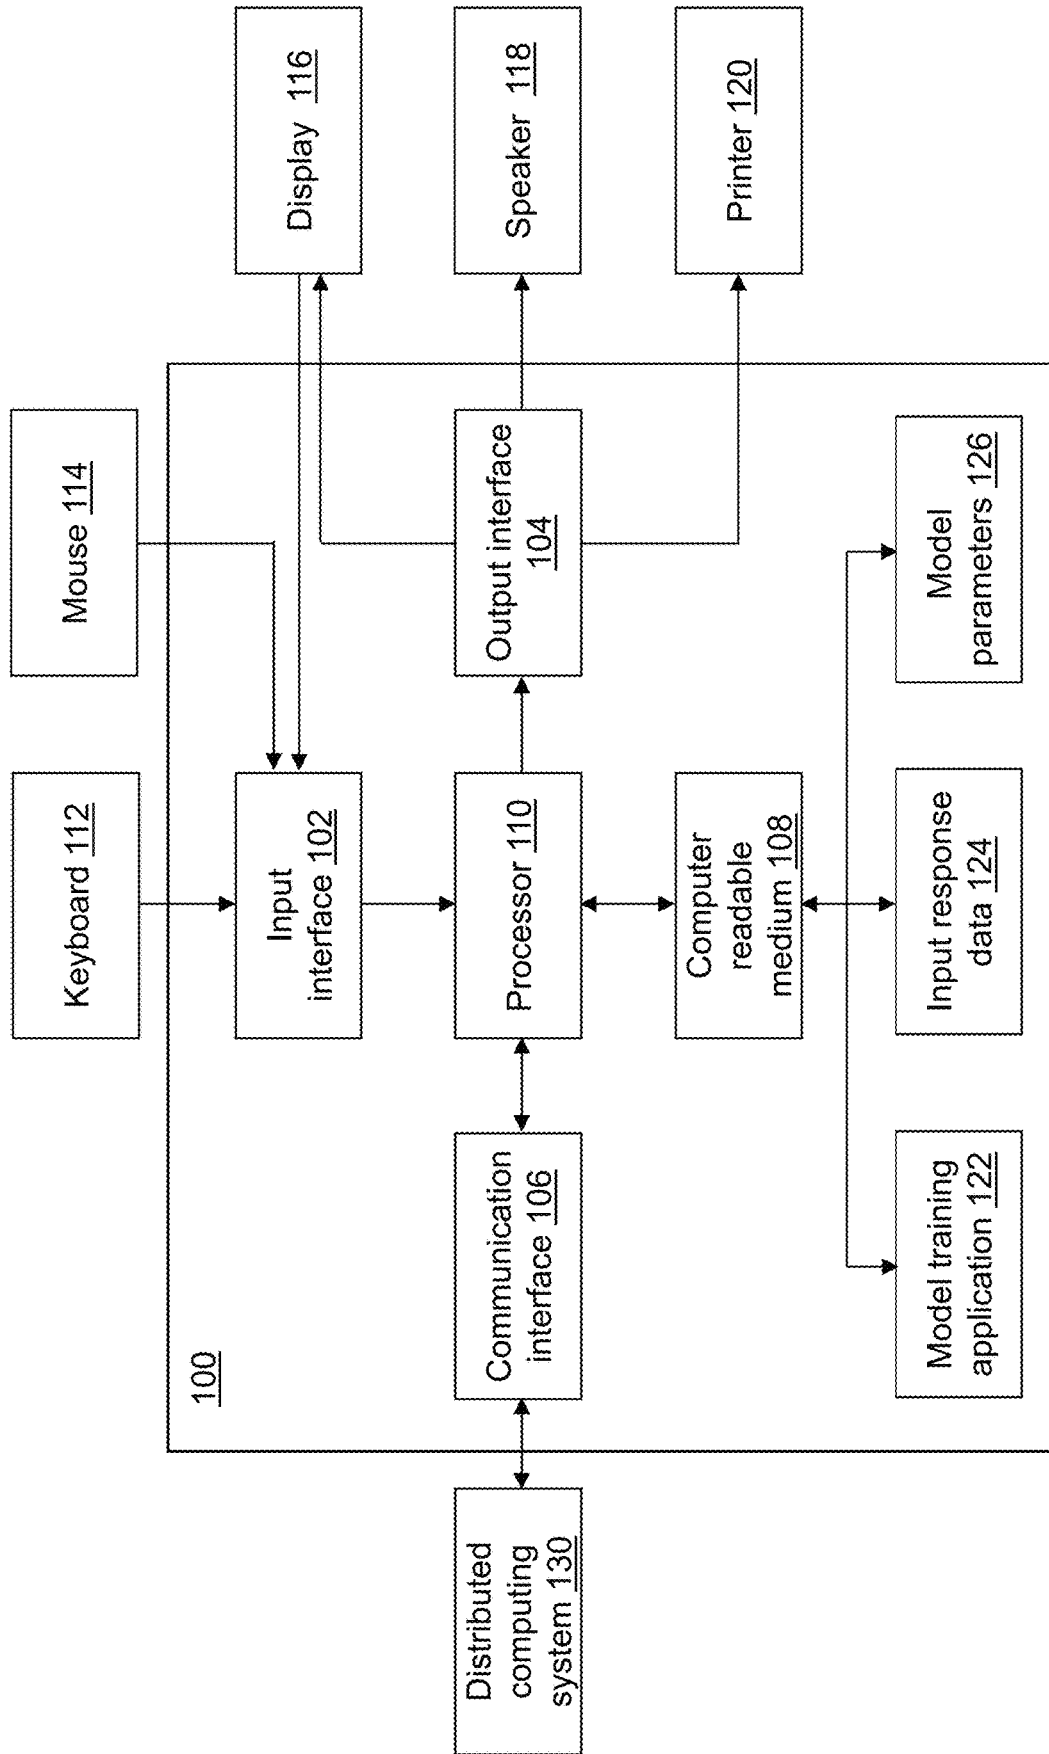 Keyboard 112
Mouse 114
100
Input
interface 102
Display 116
Distributed
computing
system 130
Communication
interface 106
Processor 110
Output interface
104
Speaker 118
Computer
readable
medium 108
Printer 120
Model training
application 122
Input response
data 124
Model
parameters 126